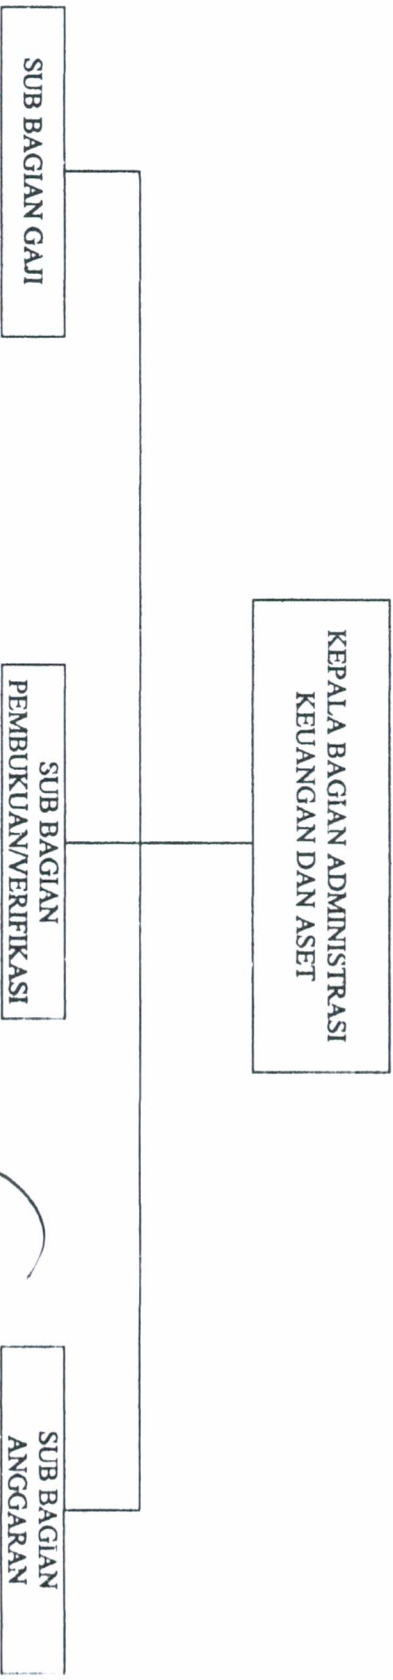 KEPALA BAGIAN ADMINISTRASI
KEUANGAN DAN ASET
SUB BAGIAN GAJI
SUB BAGIAN
PEMBUKUAN/VERIFIKASI
SUB BAGIAN
ANGGARAN